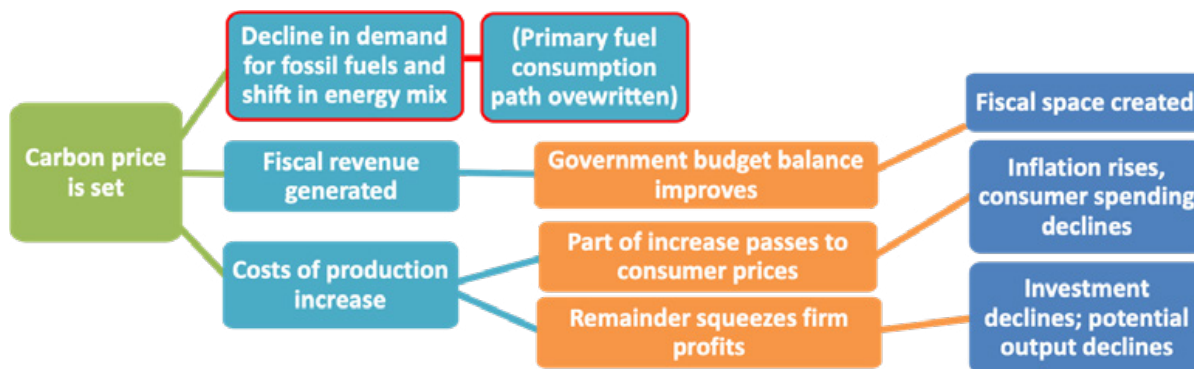 Decline in demand
for fossil fuels and
shift in energy mix
(Primary fuel
consumption
path ovewritten)
Carbon price
is set
Fiscal revenue
generated
Government budget balance
improves
Fiscal space created
Inflation rises,
consumer spending
declines
Costs of production
increase
Part of increase passes to
consumer prices
Remainder squeezes firm
profits
Investment
declines; potential
output declines